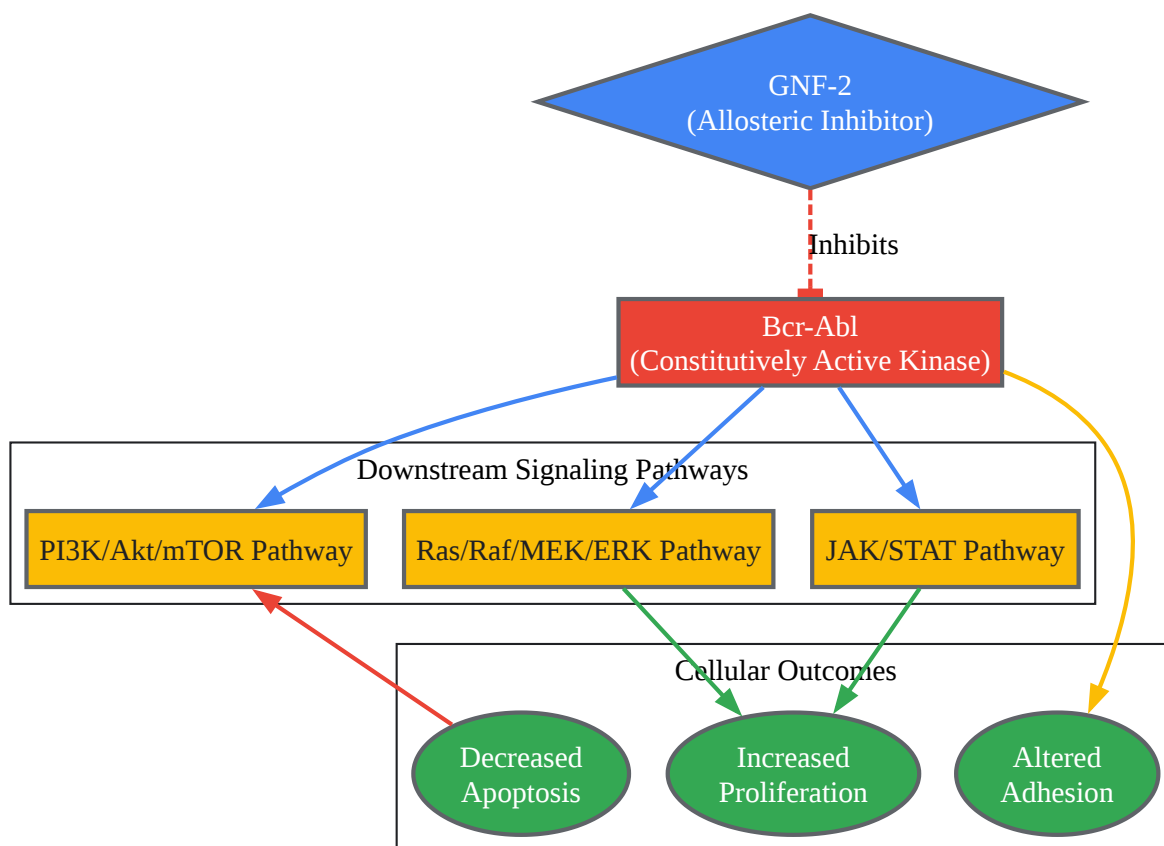 GNF-2
(Allosteric Inhibitor)
Inhibits
Bcr-Abl
(Constitutively Active Kinase)
Downstream Signaling Pathways
PI3K/Akt/mTOR Pathway
Ras/Raf/MEK/ERK Pathway
JAK/STAT Pathway
Cellular Outcomes
Decreased
Apoptosis
Increased
Proliferation
Altered
Adhesion